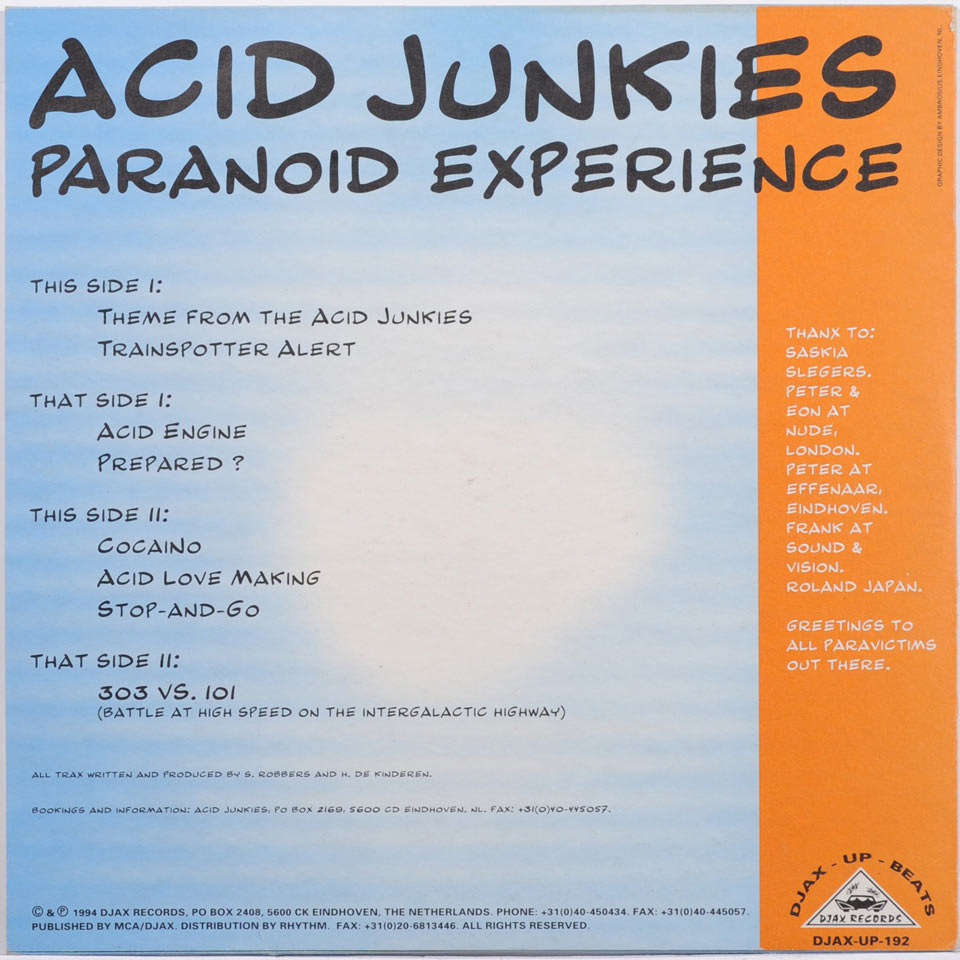 ACID JUNKIES
PARANOID EXPERIENCE
THIS SIDE I:
THEME FROM THE ACID JUNKIES
TRAINSPOTTER ALERT
THAT SIDE I:
ACID ENGINE
PREPARED ?
THIS SIDE II:
COCAINO
ACID LOVE MAKING
STOP-AND-GO
THAT SIDE II:
303 VS. 101
(BATTLE AT HIGH SPEED ON THE INTERGALACTIC HIGHWAY)
ALL TRAX WRITTEN AND PRODUCED BY S. ROBBERS AND H. DE KINDEREN.
BOOKINGS AND INFORMATION: ACID JUNKIES, PO BOX 2169, 5600 CD EINDHOVEN, NL. FAX: +31(0)40-445057.
© & ℗ 1994 DJAX RECORDS, PO BOX 2408, 5600 CK EINDHOVEN, THE NETHERLANDS. PHONE: +31(0)40-450434. FAX: +31(0)40-445057.
PUBLISHED BY MCA/DJAX. DISTRIBUTION BY RHYTHM. FAX: +31(0)20-6813446. ALL RIGHTS RESERVED.
GRAPHIC DESIGN BY AMBROSIUS, EINDHOVEN, NL.
THANX TO:
SASKIA
SLEGERS.
PETER &
EON AT
NUDE,
LONDON.
PETER AT
EFFENAAR,
EINDHOVEN.
FRANK AT
SOUND &
VISION.
ROLAND JAPAN.
GREETINGS TO
ALL PARAVICTIMS
OUT THERE.
DJAX - UP - BEATS
DJAX RECORDS
DJAX-UP-192